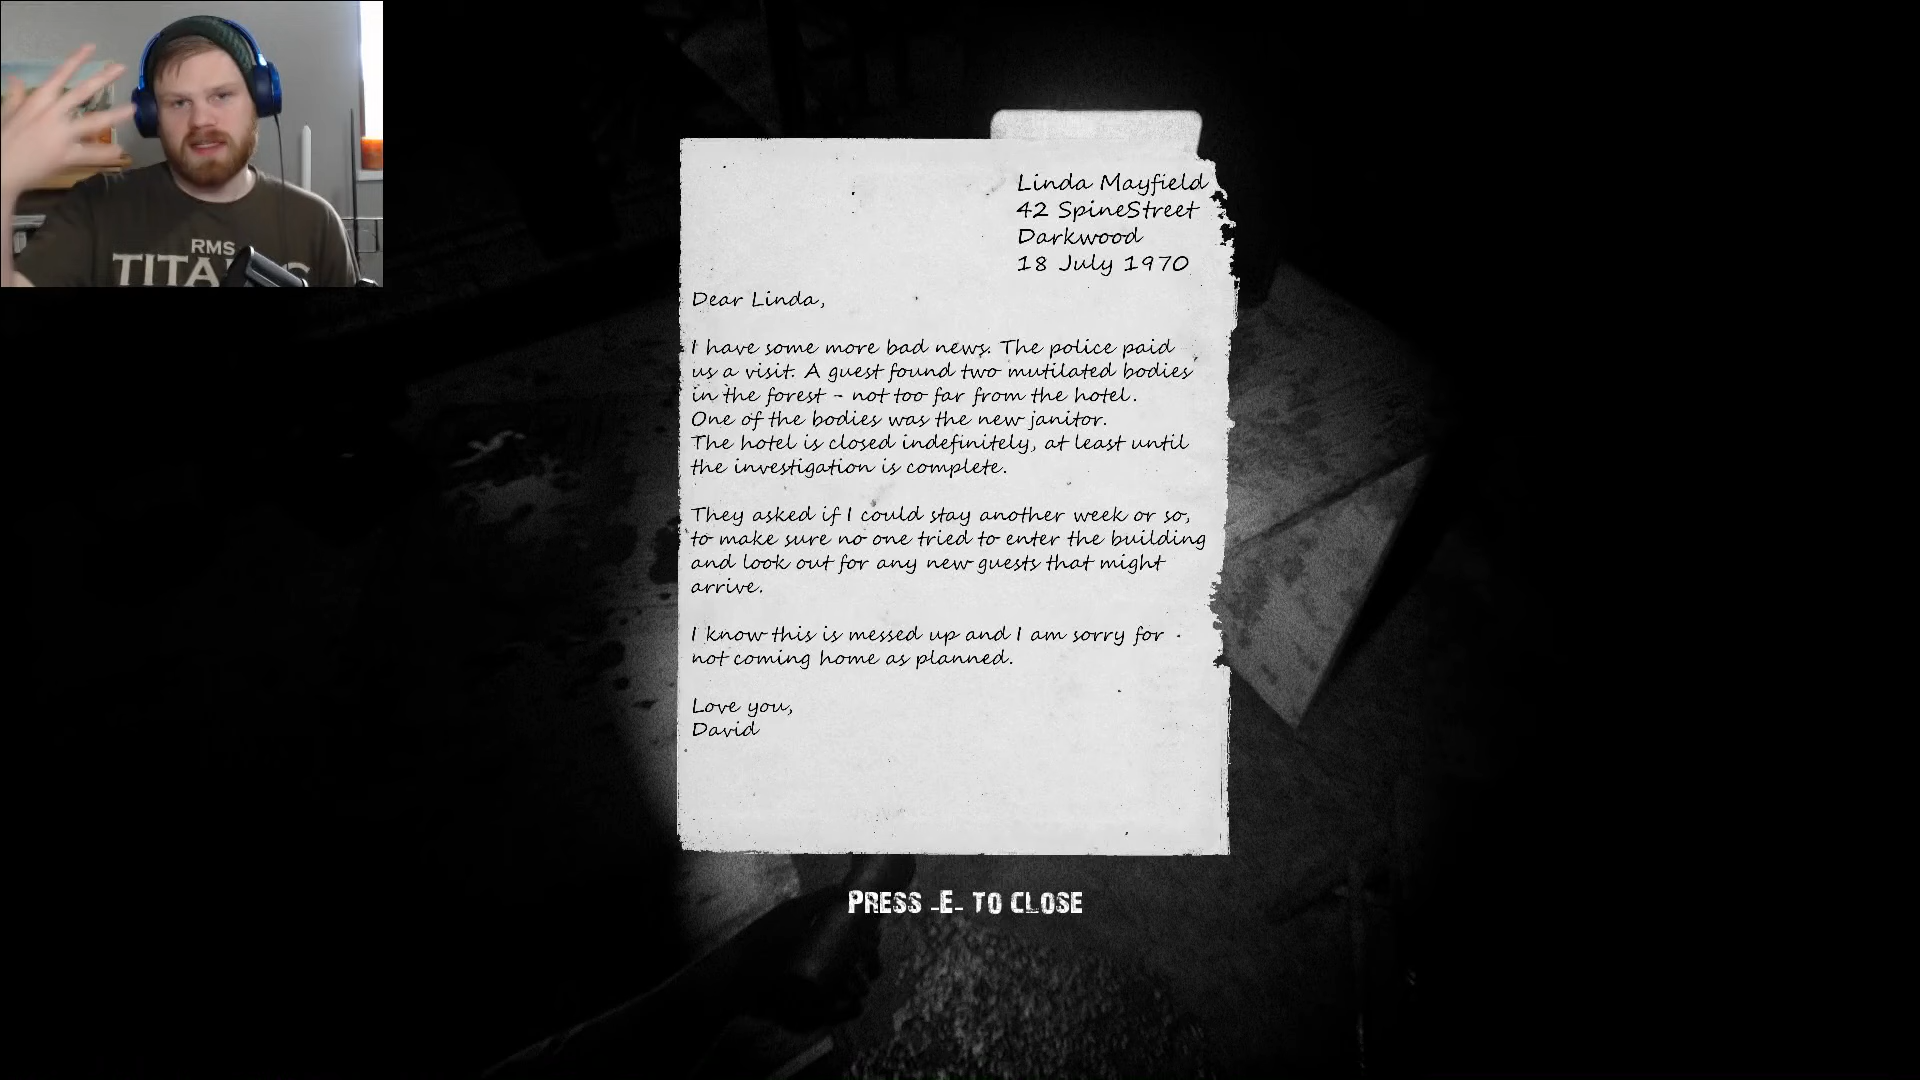 RMS
Linda Mayfield
42 SpineStreet
Darkwood
18 July 1970
Dear Linda,
I have some more bad news. The police paid
us a visit. A guest found two mutilated bodies
in the forest - not too far from the hotel.
One of the bodies was the new janitor.
The hotel is closed indefinitely, at least until
the investigation is complete.
They asked if I could stay another week or so,
to make sure no one tried to enter the building
and look out for any new guests that might
arrive.
I know this is messed up and I am sorry for
not coming home as planned.
Love you,
David
PRESS -E- TO CLOSE